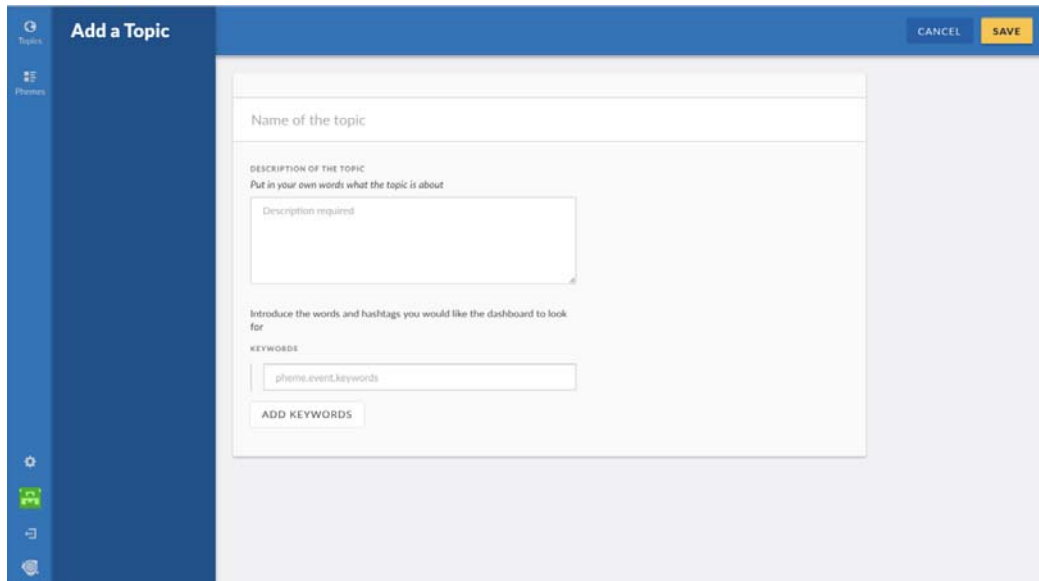 Topics
Add a Topic
CANCEL
SAVE
Phemes
Name of the topic
DESCRIPTION OF THE TOPIC
Put in your own words what the topic is about
Description required
Introduce the words and hashtags you would like the dashboard to look
for
KEYWORDS
pheme.event.keywords
ADD KEYWORDS